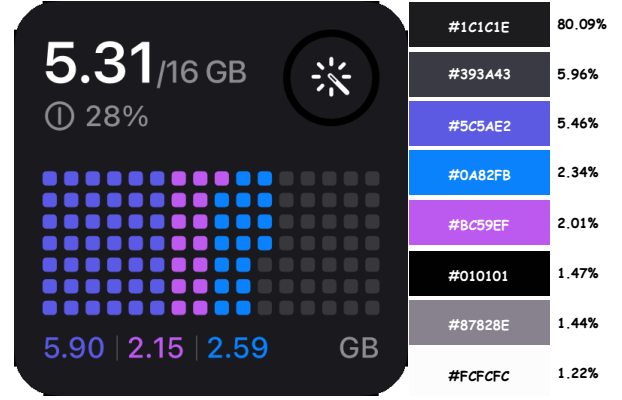 5.31/16 GB
28%
5.90 | 2.15 | 2.59 GB
#1C1C1E 80.09%
#393A43 5.96%
#5C5AE2 5.46%
#0A82FB 2.34%
#BC59EF 2.01%
#010101 1.47%
#87828E 1.44%
#FCFCFC 1.22%